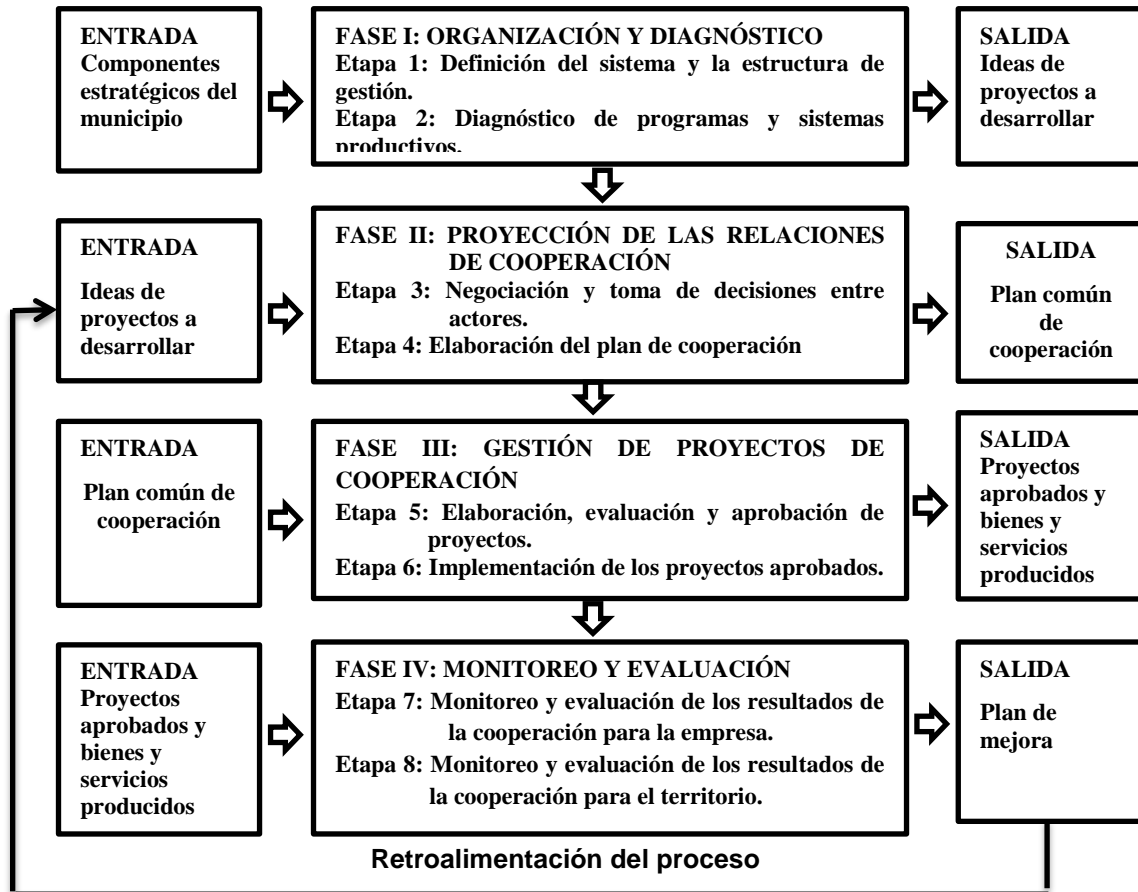 ENTRADA
Componentes
estratégicos del
municipio
FASE I: ORGANIZACIÓN Y DIAGNÓSTICO
Etapa 1: Definición del sistema y la estructura de
gestión.
Etapa 2: Diagnóstico de programas y sistemas
productivos.
SALIDA
Ideas de
proyectos a
desarrollar
ENTRADA
Ideas de
proyectos a
desarrollar
FASE II: PROYECCIÓN DE LAS RELACIONES
DE COOPERACIÓN
Etapa 3: Negociación y toma de decisiones entre
actores.
Etapa 4: Elaboración del plan de cooperación
SALIDA
Plan común
de
cooperación
ENTRADA
Plan común de
cooperación
FASE III: GESTIÓN DE PROYECTOS DE
COOPERACIÓN
Etapa 5: Elaboración, evaluación y aprobación de
proyectos.
Etapa 6: Implementación de los proyectos aprobados.
SALIDA
Proyectos
aprobados y
bienes y
servicios
producidos
ENTRADA
Proyectos
aprobados y
bienes y
servicios
producidos
FASE IV: MONITOREO Y EVALUACIÓN
Etapa 7: Monitoreo y evaluación de los resultados de
la cooperación para la empresa.
Etapa 8: Monitoreo y evaluación de los resultados de
la cooperación para el territorio.
SALIDA
Plan de
mejora
Retroalimentación del proceso